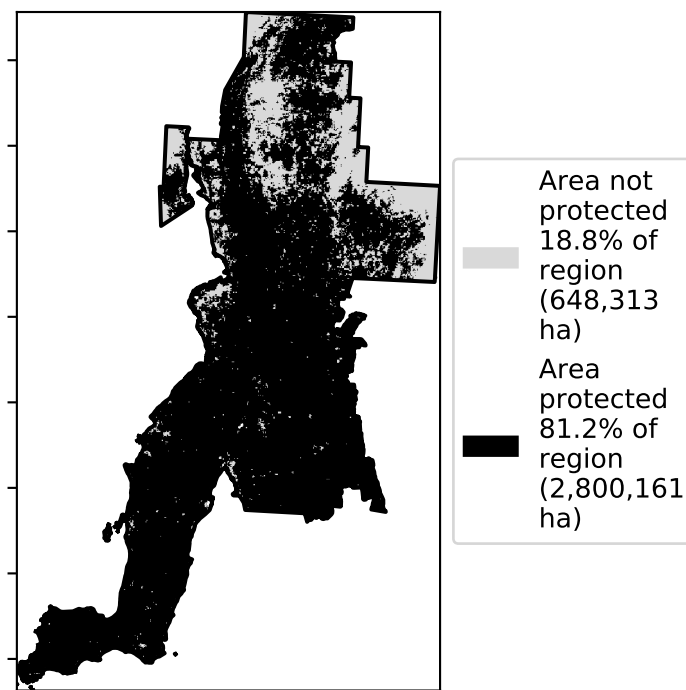 Area not
protected
18.8% of
region
(648,313
ha)
Area
protected
81.2% of
region
(2,800,161
ha)